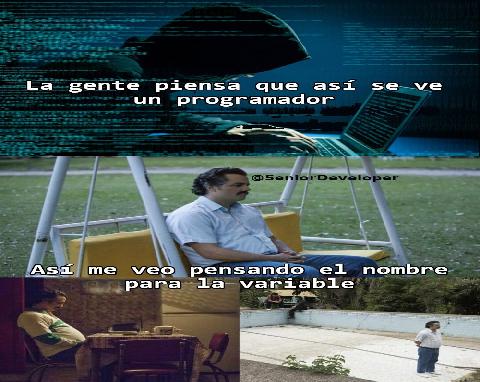 La gente piensa que así se ve
un programador
@SeniorDeveloper
Así me veo pensando el nombre
para la variable